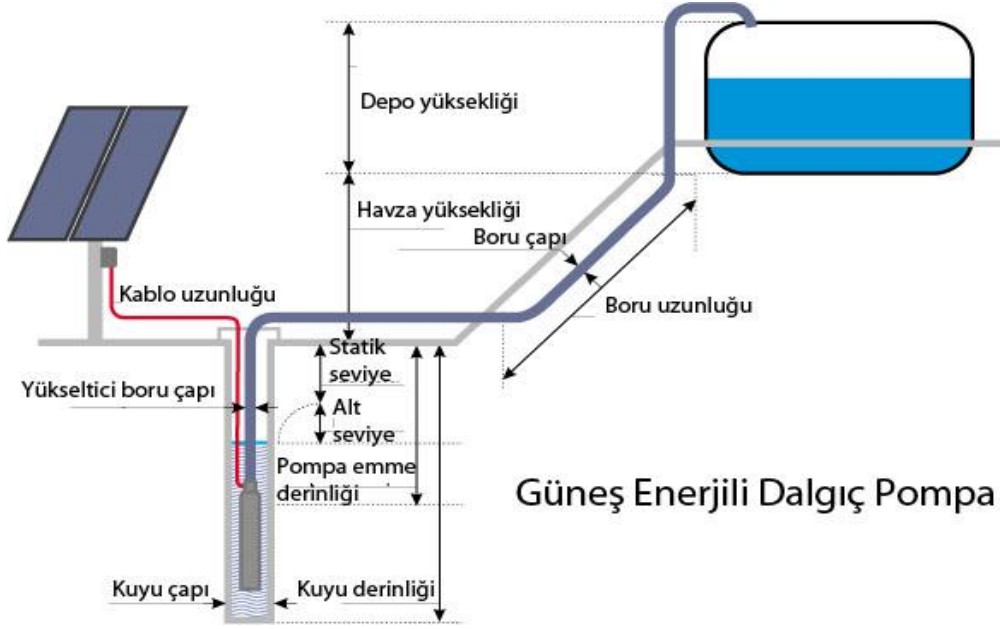 Depo yüksekliği
Havza yüksekliği
Boru çapı
Kablo uzunluğu
Boru uzunluğu
Statik
seviye
Yükseltici boru çapı
Alt
seviye
Pompa emme
derinliği
Güneş Enerjili Dalgıç Pompa
Kuyu çapı
Kuyu derinliği